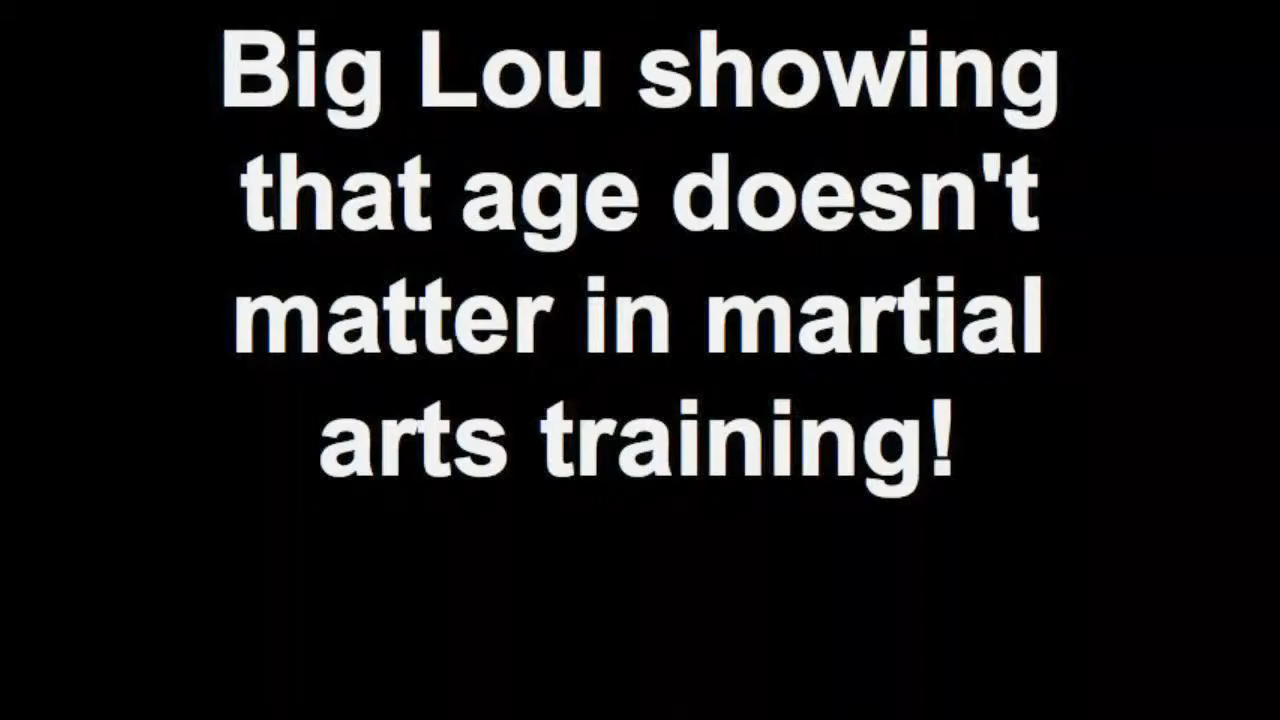 Big Lou showing
that age doesn't
matter in martial
arts training!